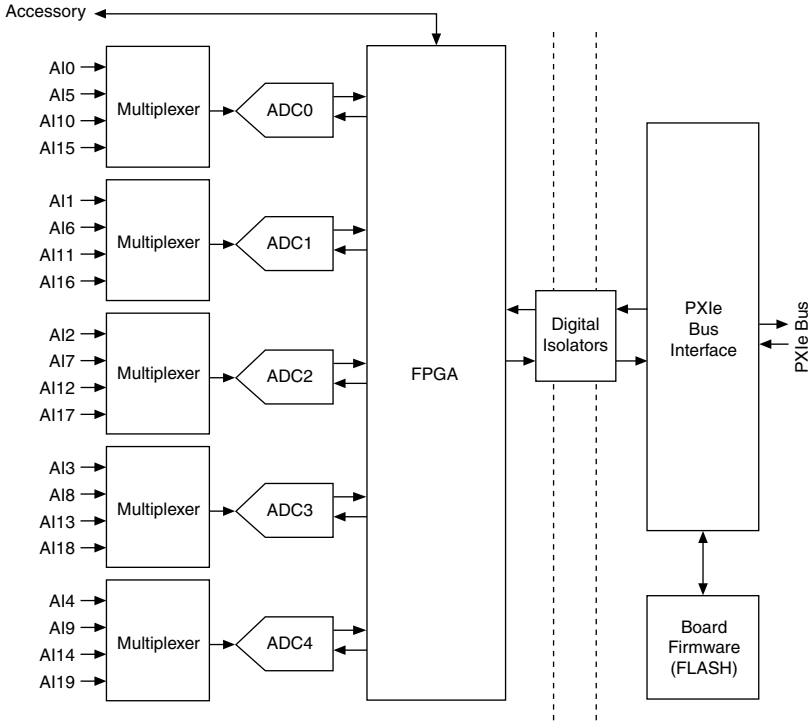 Accessory
AI0
AI5
AI10
AI15
Multiplexer
ADC0
AI1
AI6
AI11
AI16
Multiplexer
ADC1
AI2
AI7
AI12
AI17
Multiplexer
ADC2
AI3
AI8
AI13
AI18
Multiplexer
ADC3
AI4
AI9
AI14
AI19
Multiplexer
ADC4
FPGA
Digital
Isolators
PXIe
Bus
Interface
PXIe Bus
Board
Firmware
(FLASH)